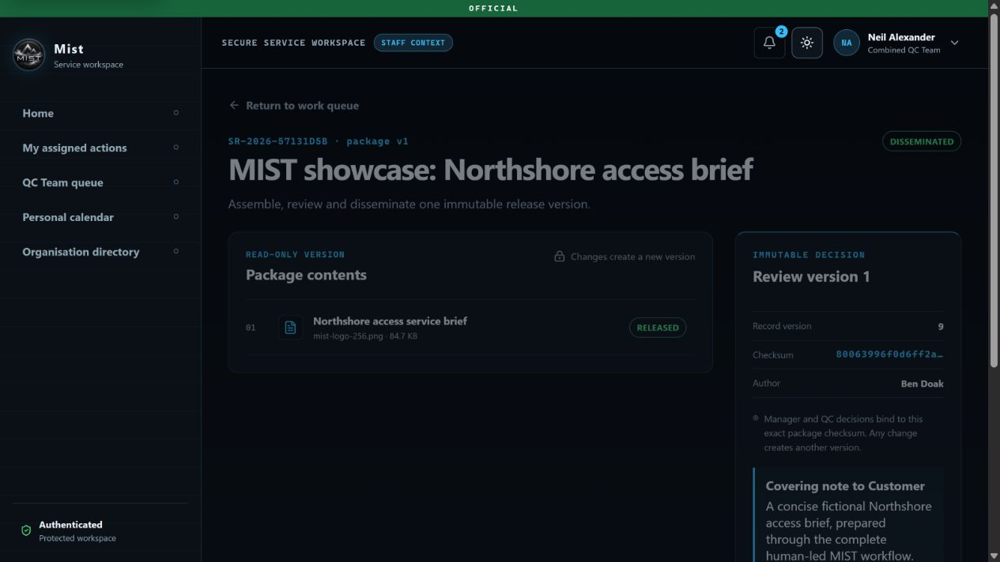 OFFICIAL
MIST
Mist
Service workspace
SECURE SERVICE WORKSPACE
STAFF CONTEXT
2
NA
Neil Alexander
Combined QC Team
Home
My assigned actions
QC Team queue
Personal calendar
Organisation directory
Authenticated
Protected workspace
Return to work queue
SR-2026-57131D5B · package v1
DISSEMINATED
MIST showcase: Northshore access brief
Assemble, review and disseminate one immutable release version.
READ-ONLY VERSION
Changes create a new version
Package contents
01
Northshore access service brief
mist-logo-256.png · 84.7 KB
RELEASED
IMMUTABLE DECISION
Review version 1
Record version 9
Checksum 80063996f0d6ff2a…
Author Ben Doak
Manager and QC decisions bind to this
exact package checksum. Any change
creates another version.
Covering note to Customer
A concise fictional Northshore
access brief, prepared
through the complete
human-led MIST workflow.